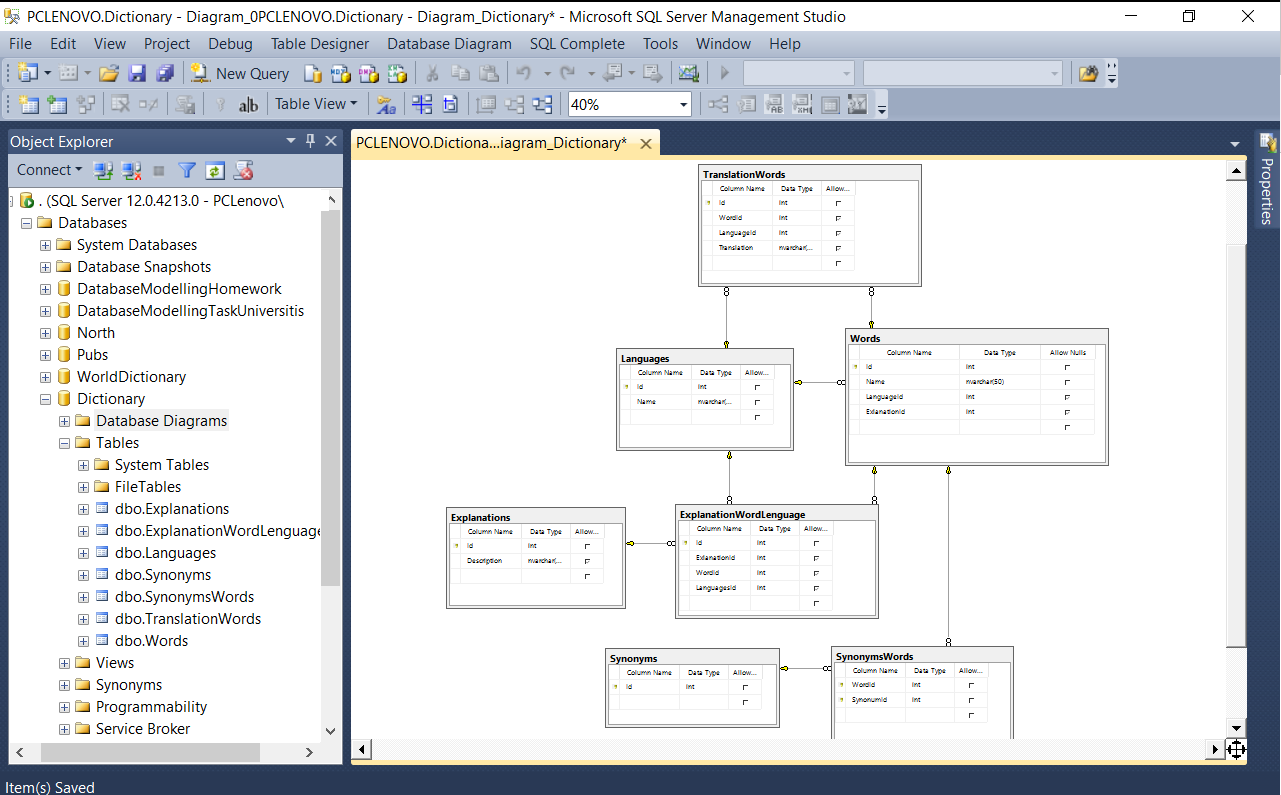 PCLENOVO.Dictionary - Diagram_0PCLENOVO.Dictionary - Diagram_Dictionary* - Microsoft SQL Server Management Studio
File Edit View Project Debug Table Designer Database Diagram SQL Complete Tools Window Help
New Query
Table View 40%
Object Explorer
Connect
. (SQL Server 12.0.4213.0 - PCLenovo\
Databases
System Databases
Database Snapshots
DatabaseModellingHomework
DatabaseModellingTaskUniversitis
North
Pubs
WorldDictionary
Dictionary
Database Diagrams
Tables
System Tables
FileTables
dbo.Explanations
dbo.ExplanationWordLenguage
dbo.Languages
dbo.Synonyms
dbo.SynonymsWords
dbo.TranslationWords
dbo.Words
Views
Synonyms
Programmability
Service Broker
PCLENOVO.Dictiona...iagram_Dictionary*
TranslationWords
Column Name Data Type Allow...
Id int
WordId int
LanguageId int
Translation nvarchar(...
Languages
Column Name Data Type Allow...
Id int
Name nvarchar(...
Words
Column Name Data Type Allow Nulls
Id int
Name nvarchar(50)
LanguageId int
ExlanationId int
Explanations
Column Name Data Type Allow...
Id int
Description nvarchar(...
ExplanationWordLenguage
Column Name Data Type Allow...
Id int
ExlanationId int
WordId int
LanguagesId int
Synonyms
Column Name Data Type Allow...
Id int
SynonymsWords
Column Name Data Type Allow...
WordId int
SynonumId int
Properties
Item(s) Saved